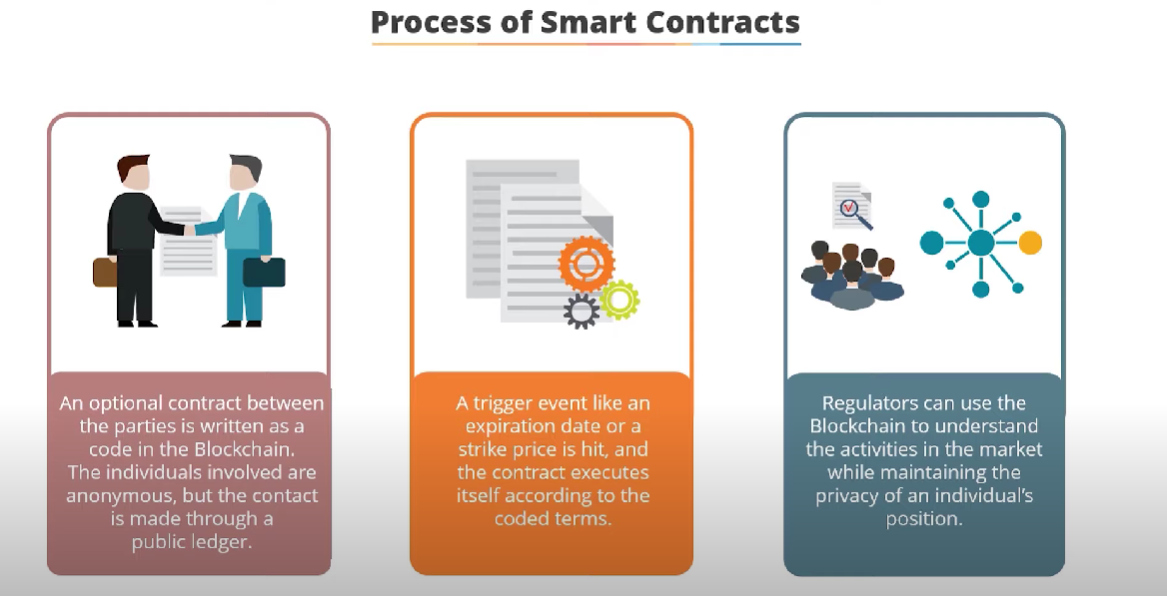 Process of Smart Contracts
An optional contract between
the parties is written as a
code in the Blockchain.
The individuals involved are
anonymous, but the contact
is made through a
public ledger.
A trigger event like an
expiration date or a
strike price is hit, and
the contract executes
itself according to the
coded terms.
Regulators can use the
Blockchain to understand
the activities in the market
while maintaining the
privacy of an individual's
position.